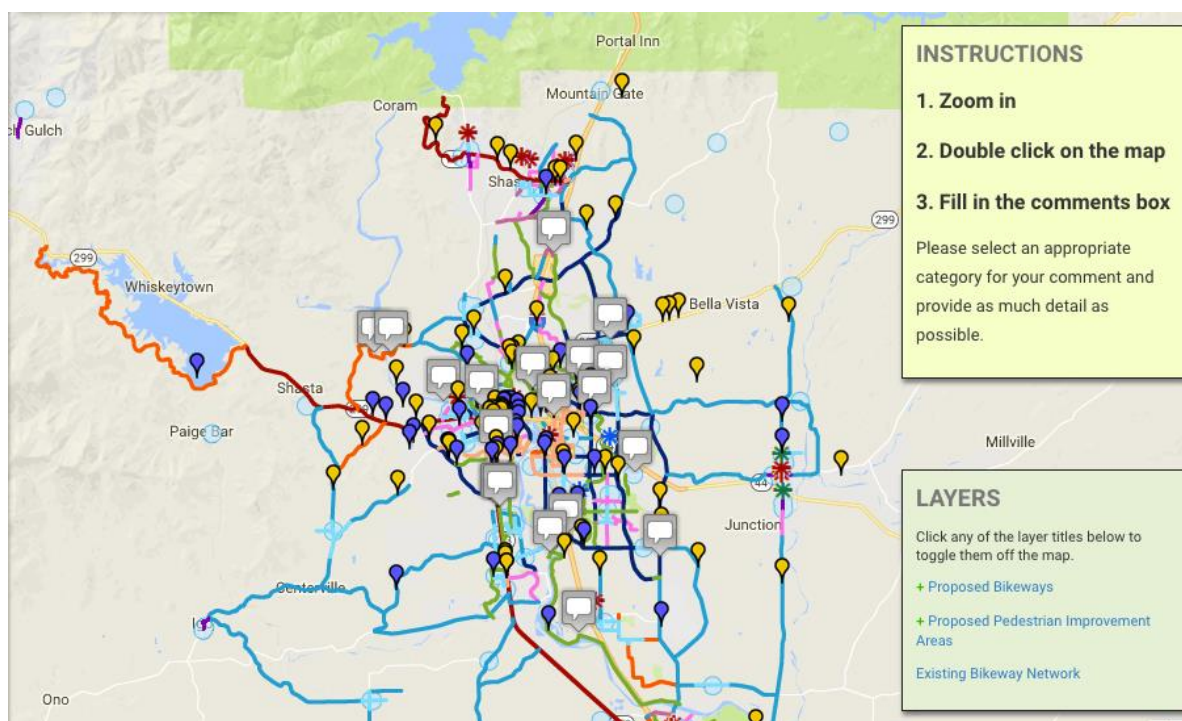 Portal Inn
Mountain Gate
Coram
ch Gulch
299
299
Whiskeytown
Bella Vista
Shasta
Paige Bar
Millville
44
Junction
Centerville
Ono
INSTRUCTIONS
1. Zoom in
2. Double click on the map
3. Fill in the comments box
Please select an appropriate
category for your comment and
provide as much detail as
possible.
LAYERS
Click any of the layer titles below to
toggle them off the map.
+ Proposed Bikeways
+ Proposed Pedestrian Improvement
Areas
Existing Bikeway Network